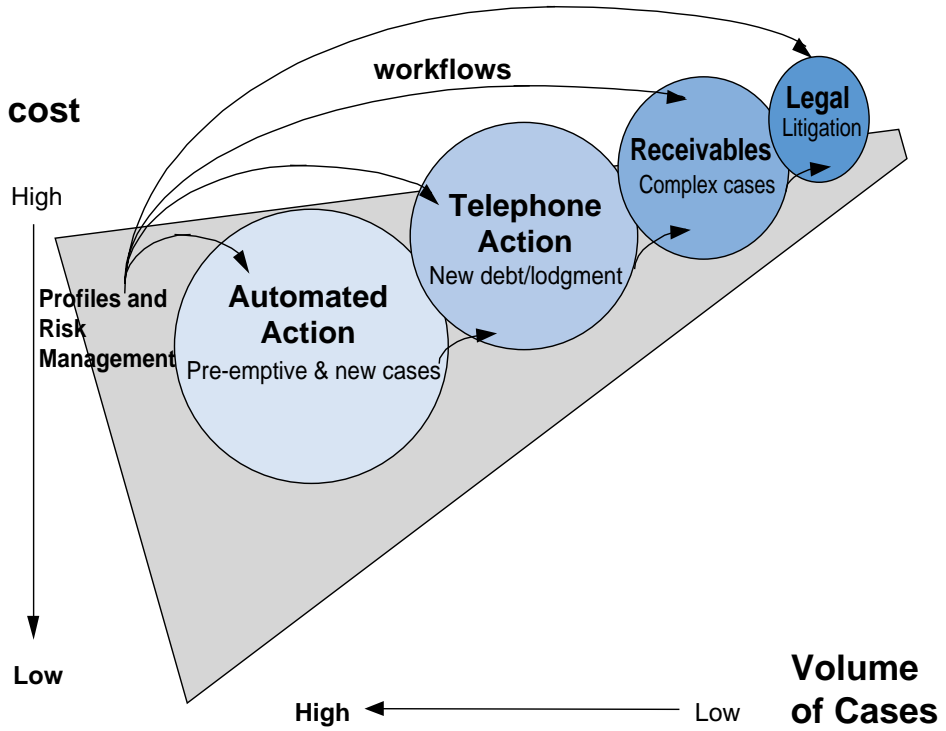 workflows
cost
High
Low
Profiles and
Risk
Management
Automated
Action
Pre-emptive & new cases
Telephone
Action
New debt/lodgment
Receivables
Complex cases
Legal
Litigation
High
Low
Volume
of Cases